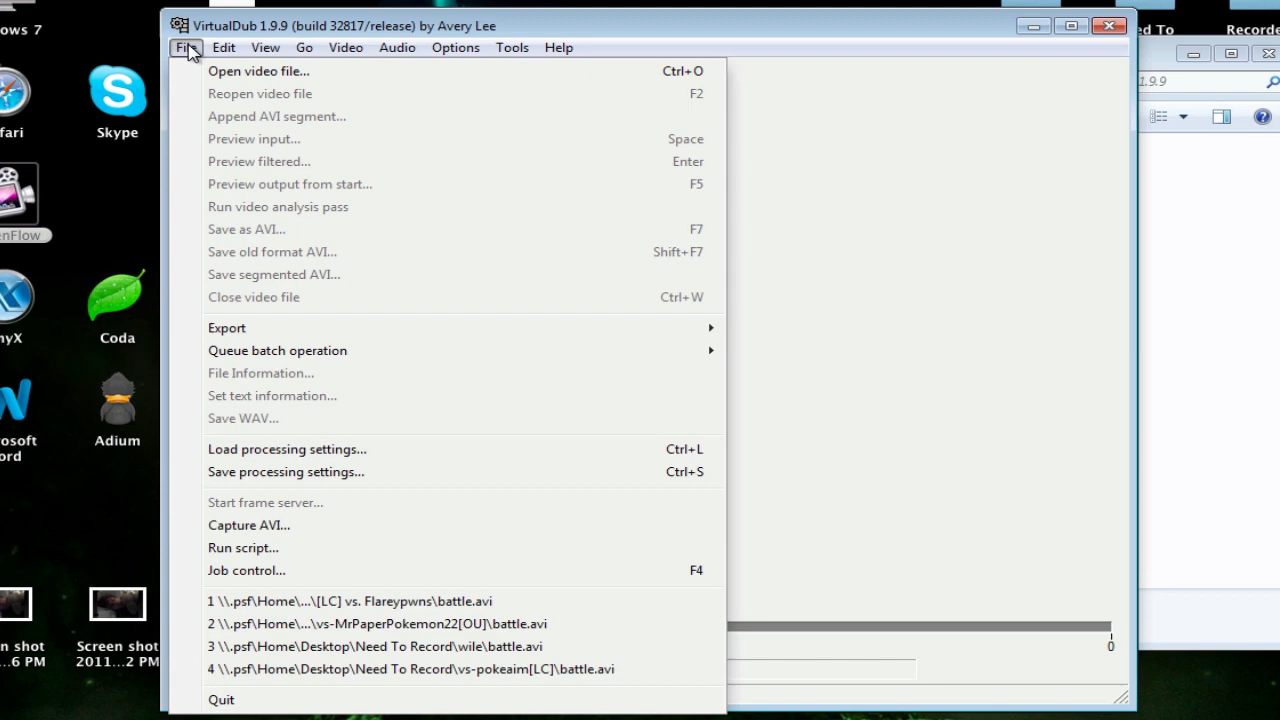 ows 7
VirtualDub 1.9.9 (build 32817/release) by Avery Lee
ed To
Recorde
File Edit View Go Video Audio Options Tools Help
Open video file... Ctrl+O
1.9.9
Reopen video file F2
Append AVI segment...
fari
Skype
Preview input... Space
Preview filtered... Enter
Preview output from start... F5
Run video analysis pass
Save as AVI... F7
enFlow
Save old format AVI... Shift+F7
Save segmented AVI...
Close video file Ctrl+W
Export
nyX
Coda
Queue batch operation
File Information...
Set text information...
Save WAV...
rosoft
ord
Adium
Load processing settings... Ctrl+L
Save processing settings... Ctrl+S
Start frame server...
Capture AVI...
Run script...
Job control... F4
1 \\.psf\Home\...\[LC] vs. Flareypwns\battle.avi
2 \\.psf\Home\...\vs-MrPaperPokemon22[OU]\battle.avi
3 \\.psf\Home\Desktop\Need To Record\wile\battle.avi
0
n shot
...6 PM
Screen shot
2011...2 PM
4 \\.psf\Home\Desktop\Need To Record\vs-pokeaim[LC]\battle.avi
Quit